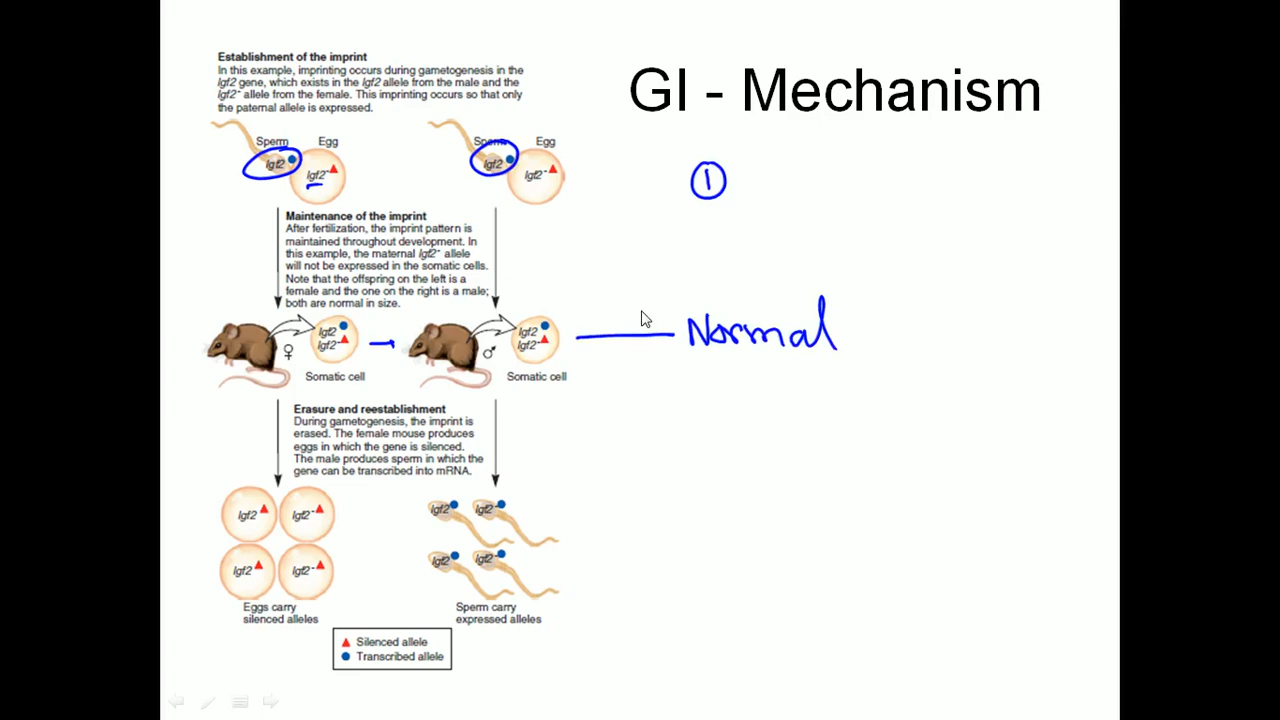 GI - Mechanism
Establishment of the imprint
In this example, imprinting occurs during gametogenesis in the
Igf2 gene, which exists in the Igf2 allele from the male and the
Igf2⁻ allele from the female. This imprinting occurs so that only
the paternal allele is expressed.
Sperm Egg
Igf2
Igf2⁻
Sperm Egg
Igf2
Igf2⁻
1
Maintenance of the imprint
After fertilization, the imprint pattern is
maintained throughout development. In
this example, the maternal Igf2⁻ allele
will not be expressed in the somatic cells.
Note that the offspring on the left is a
female and the one on the right is a male;
both are normal in size.
♀
Igf2
Igf2⁻
Somatic cell
♂
Igf2
Igf2⁻
Somatic cell
Normal
Erasure and reestablishment
During gametogenesis, the imprint is
erased. The female mouse produces
eggs in which the gene is silenced.
The male produces sperm in which the
gene can be transcribed into mRNA.
Igf2 Igf2⁻
Igf2 Igf2⁻
Eggs carry
silenced alleles
Igf2 Igf2⁻
Igf2 Igf2⁻
Sperm carry
expressed alleles
Silenced allele
Transcribed allele